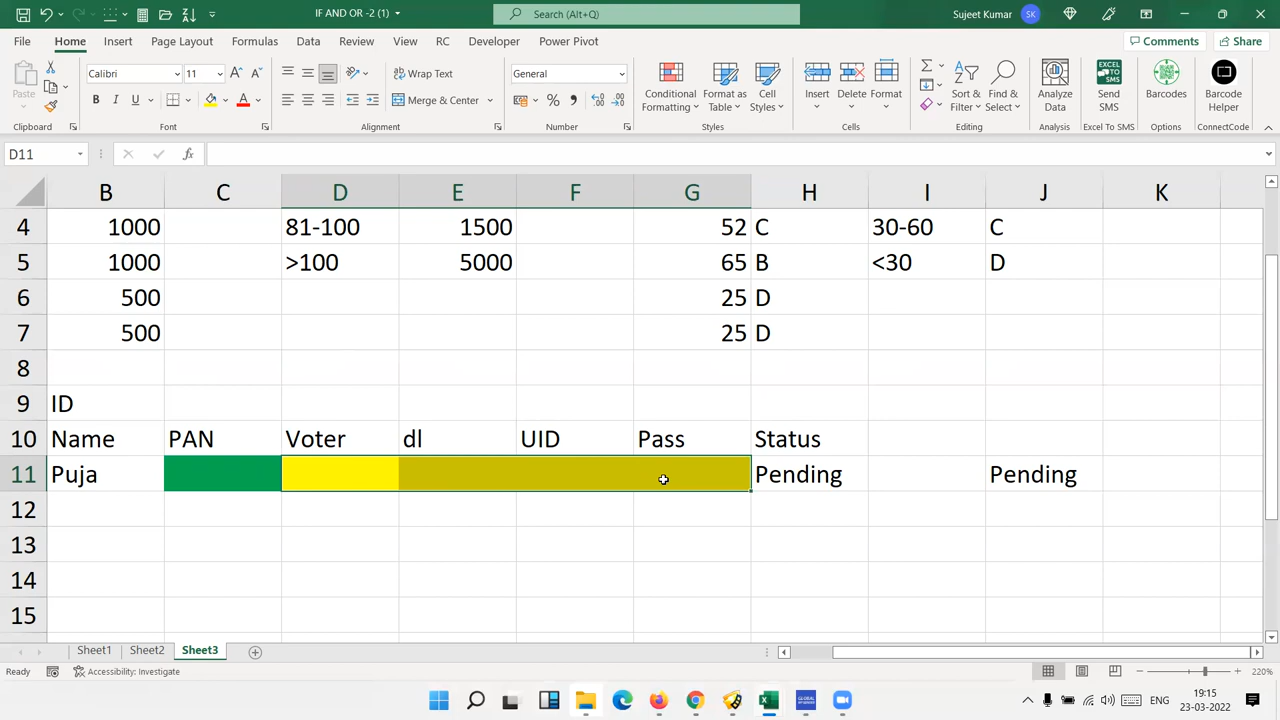 IF AND OR -2 (1)
Search (Alt+Q)
Sujeet Kumar
SK
File Home Insert Page Layout Formulas Data Review View RC Developer Power Pivot
Comments
Share
Paste
Calibri
11
Wrap Text
General
Merge & Center
Conditional Formatting
Format as Table
Cell Styles
Insert
Delete
Format
Sort & Filter
Find & Select
Analyze Data
Send SMS
Barcodes
Barcode Helper
Clipboard Font Alignment Number Styles Cells Editing Analysis Excel To SMS Options ConnectCode
D11
fx
B C D E F G H I J K
4 1000 81-100 1500 52 C 30-60 C
5 1000 >100 5000 65 B <30 D
6 500 25 D
7 500 25 D
8
9 ID
10 Name PAN Voter dl UID Pass Status
11 Puja Pending Pending
12
13
14
15
Sheet1 Sheet2 Sheet3
Ready Accessibility: Investigate 220%
ENG
19:15
23-03-2022